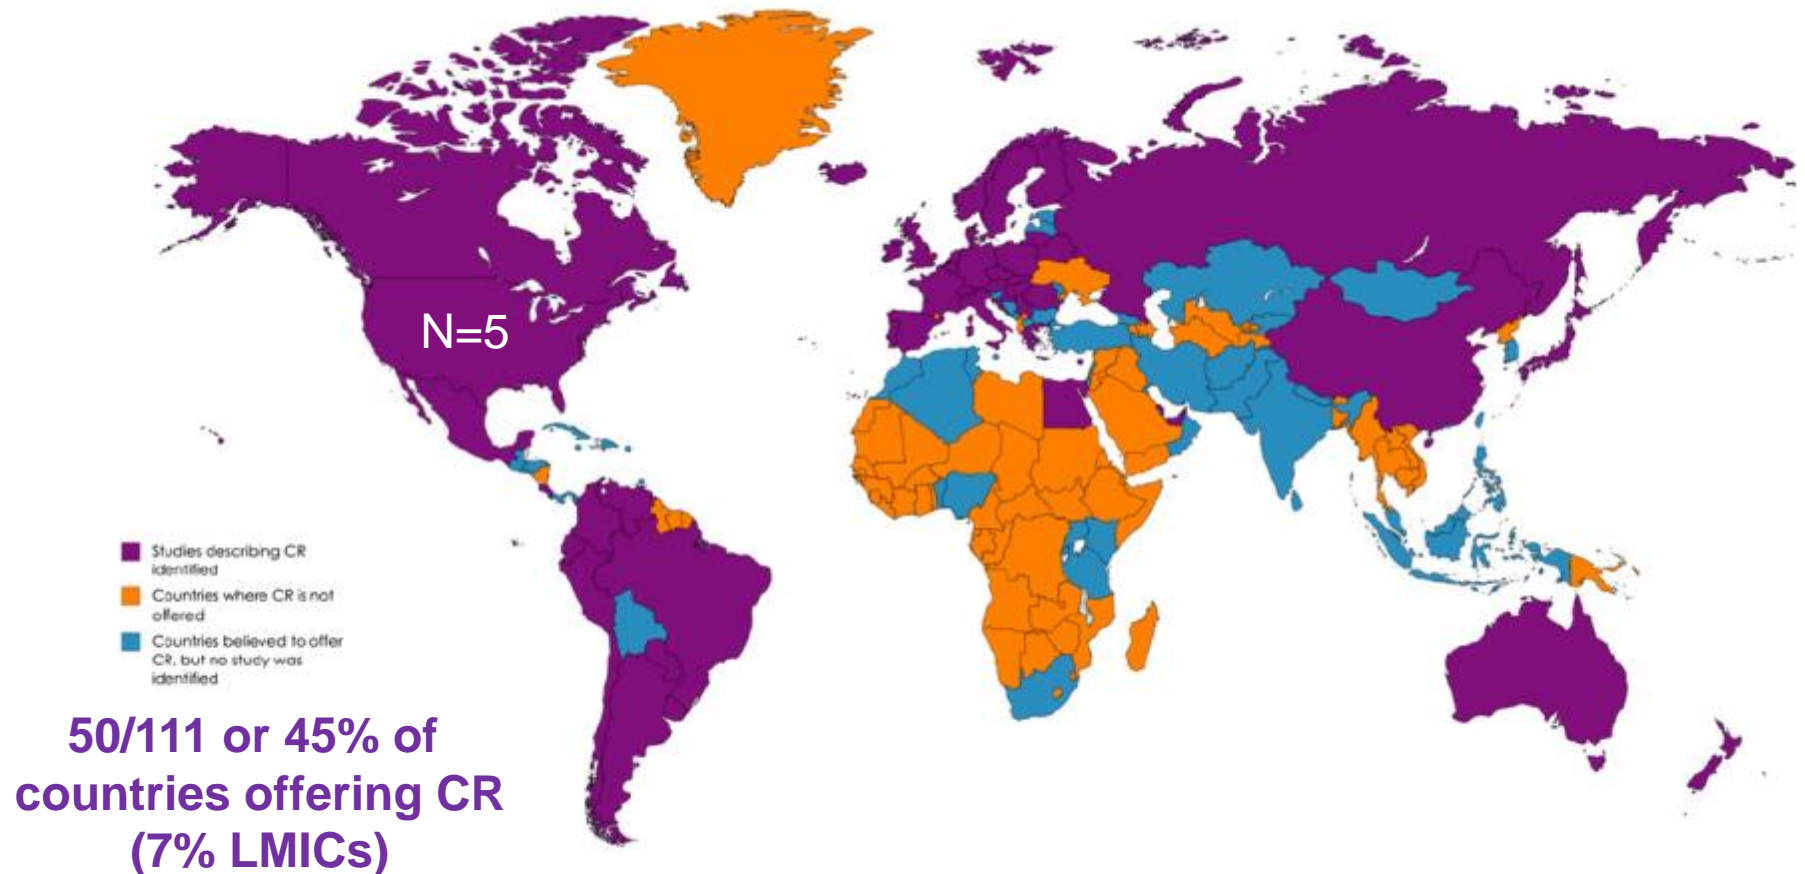 N=5
Studies describing CR
identified
Countries where CR is not
offered
Countries believed to offer
CR, but no study was
identified
50/111 or 45% of
countries offering CR
(7% LMICs)